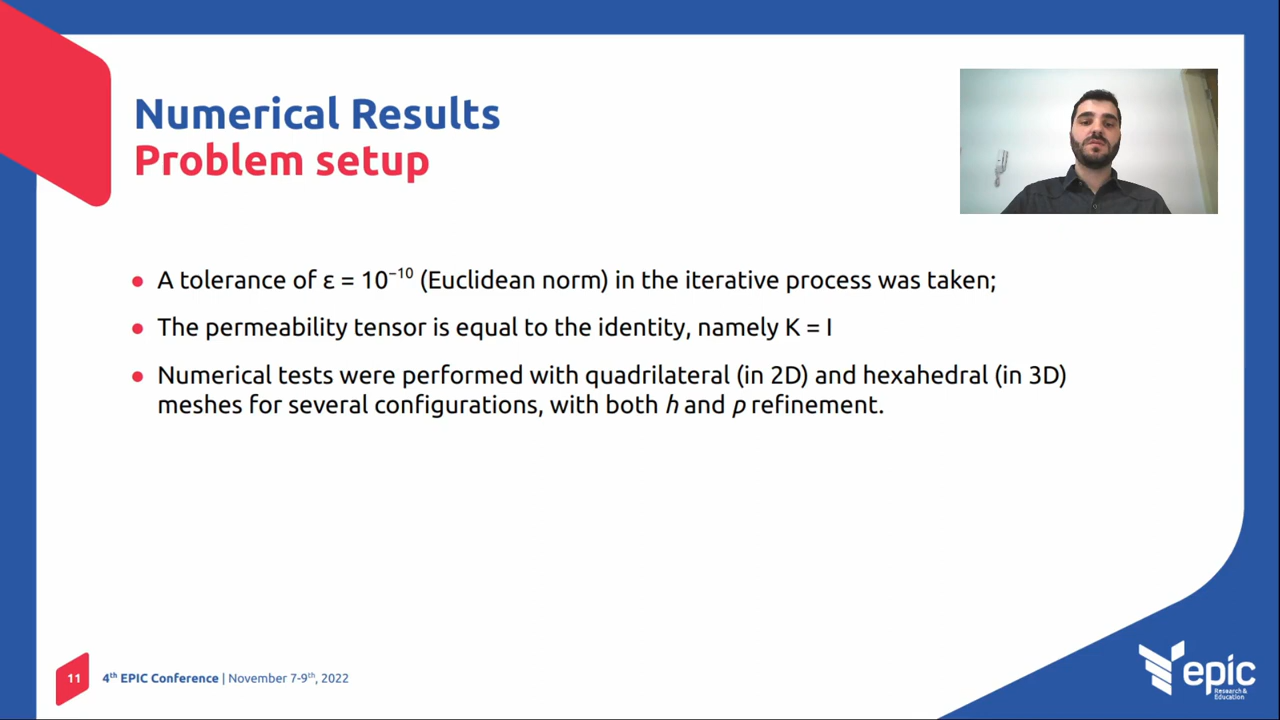 Numerical Results
Problem setup
● A tolerance of ε = 10⁻¹⁰ (Euclidean norm) in the iterative process was taken;
● The permeability tensor is equal to the identity, namely K = I
● Numerical tests were performed with quadrilateral (in 2D) and hexahedral (in 3D)
meshes for several configurations, with both h and p refinement.
11 4th EPIC Conference | November 7-9th, 2022
epic
Research &
Education